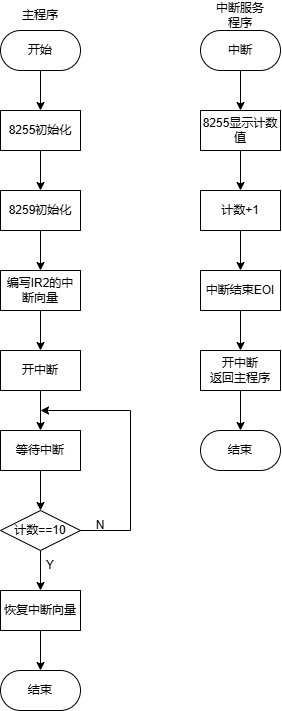 主程序
开始
8255初始化
8259初始化
编写IR2的中
断向量
开中断
等待中断
计数==10
N
Y
恢复中断向量
结束
中断服务
程序
中断
8255显示计数
值
计数+1
中断结束EOI
开中断
返回主程序
结束